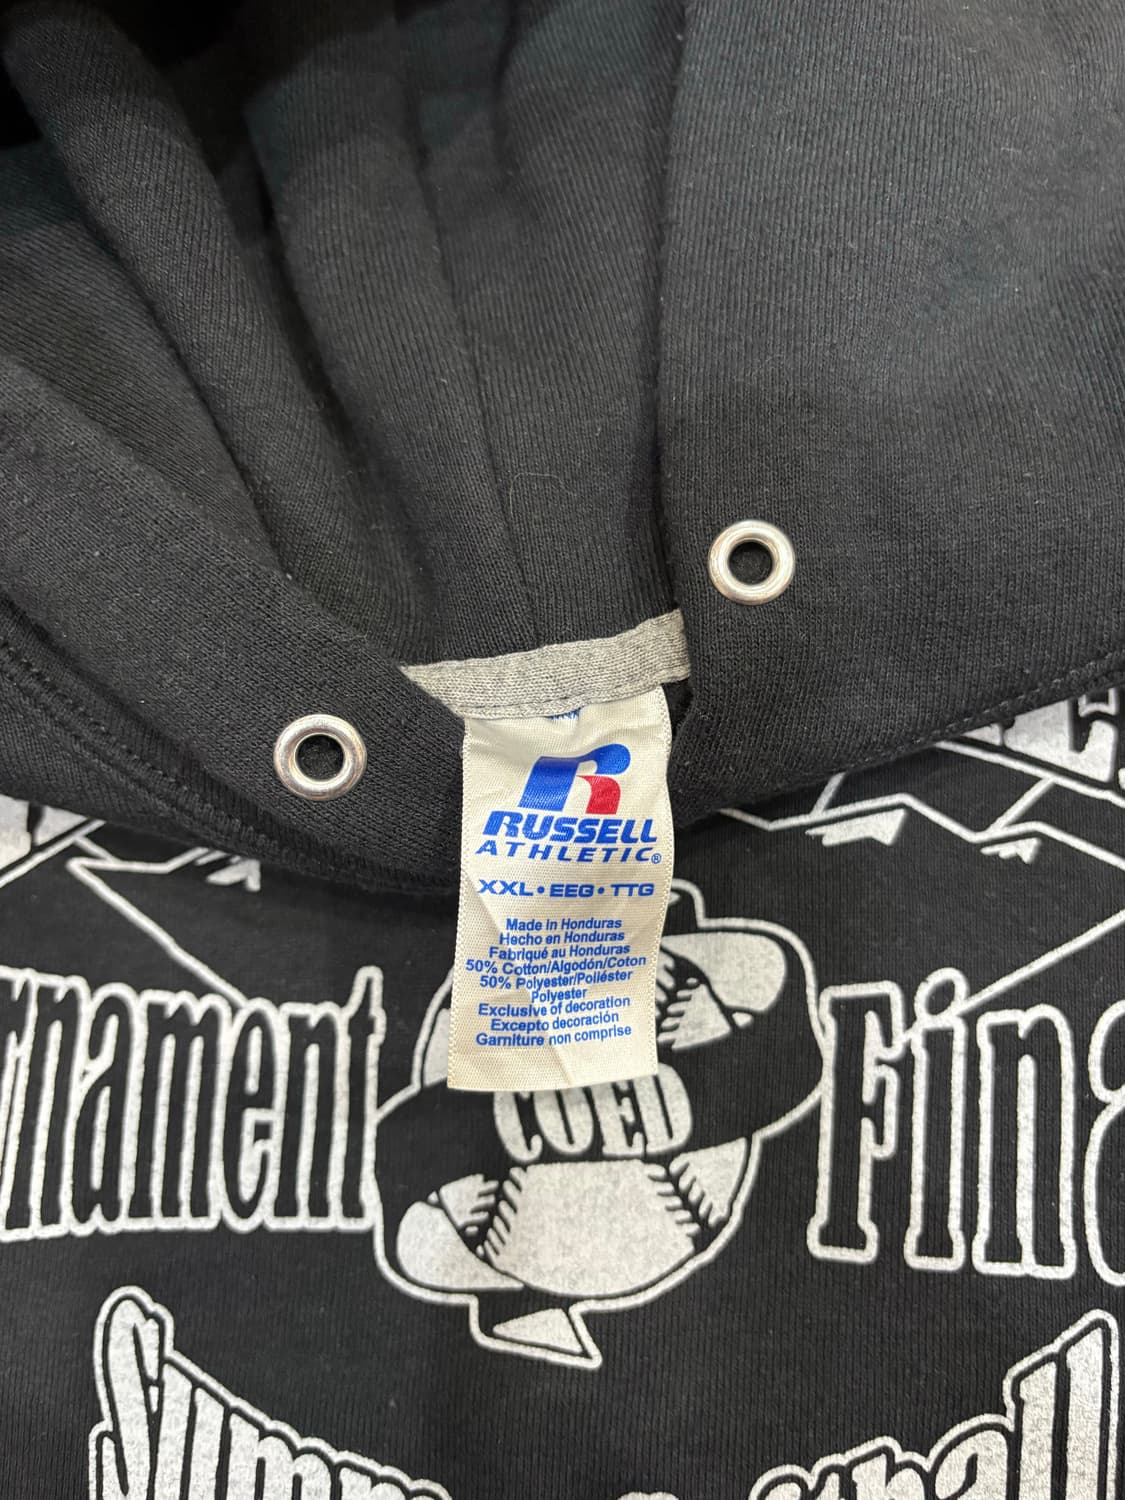 RUSSELL
ATHLETIC®
XXL • EEG • TTG
Made in Honduras
Hecho en Honduras
Fabriqué au Honduras
50% Cotton/Algodón/Coton
50% Polyester/Poliéster
Polyester
Exclusive of decoration
Excepto decoración
Garniture non comprise
rnament Fina
COED